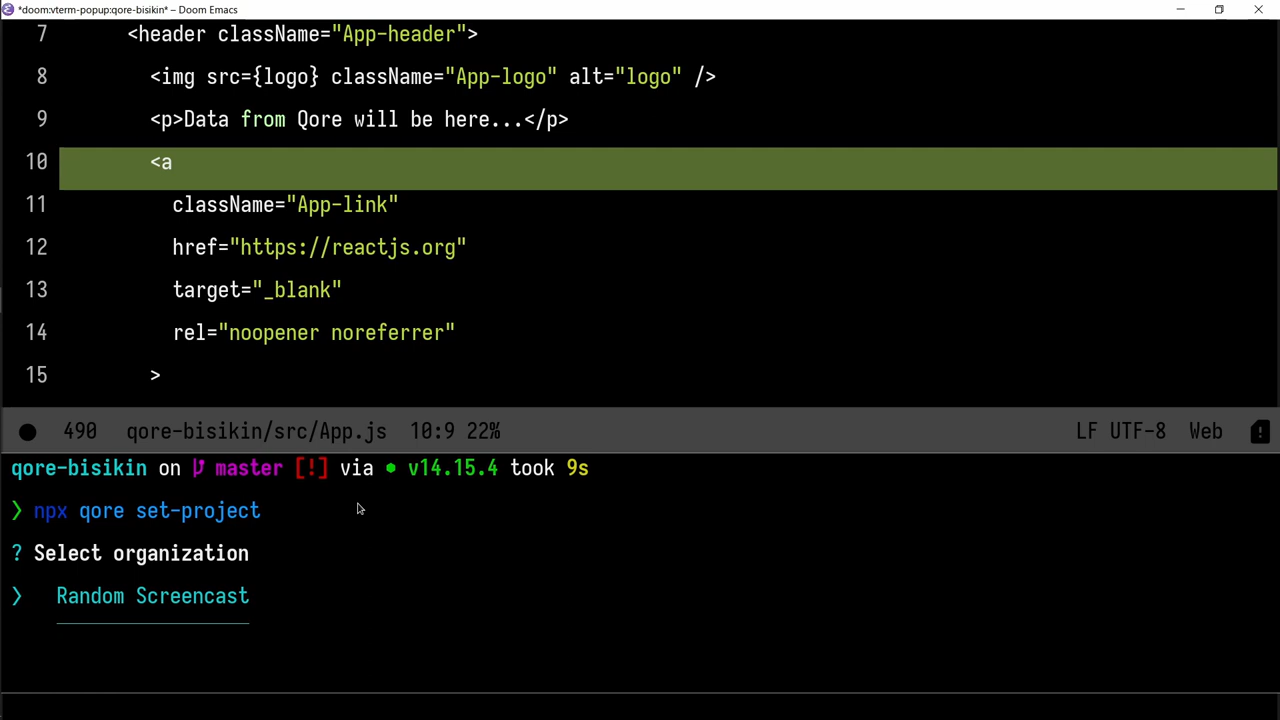 *doom:vterm-popup:qore-bisikin* – Doom Emacs
7 <header className="App-header">
8 <img src={logo} className="App-logo" alt="logo" />
9 <p>Data from Qore will be here...</p>
10 <a
11 className="App-link"
12 href="https://reactjs.org"
13 target="_blank"
14 rel="noopener noreferrer"
15 >
490 qore-bisikin/src/App.js 10:9 22% LF UTF-8 Web
qore-bisikin on master [!] via v14.15.4 took 9s
❯ npx qore set-project
? Select organization
❯ Random Screencast